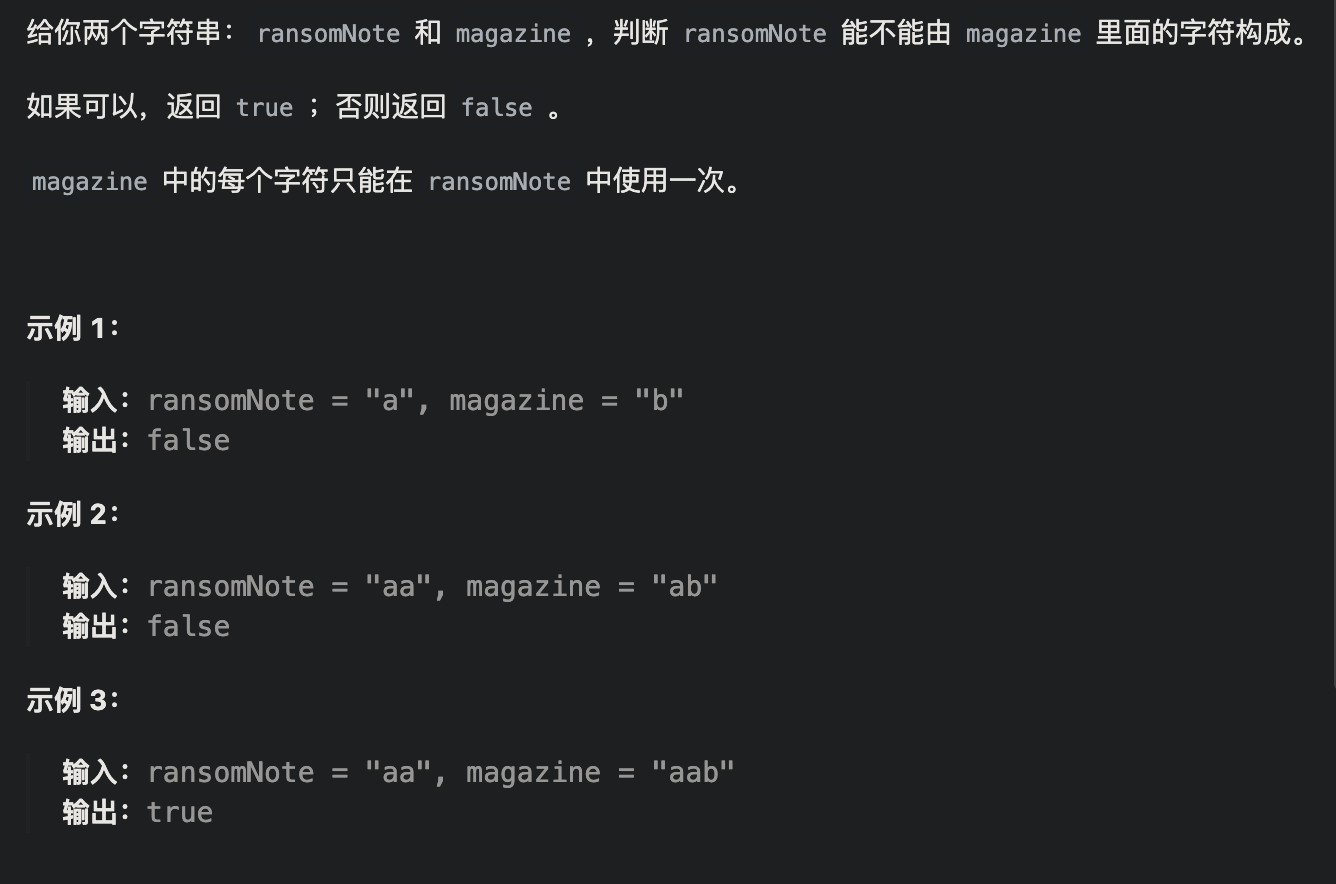 给你两个字符串：ransomNote 和 magazine ，判断 ransomNote 能不能由 magazine 里面的字符构成。
如果可以，返回 true ；否则返回 false 。
magazine 中的每个字符只能在 ransomNote 中使用一次。
示例 1：
输入：ransomNote = "a", magazine = "b"
输出：false
示例 2：
输入：ransomNote = "aa", magazine = "ab"
输出：false
示例 3：
输入：ransomNote = "aa", magazine = "aab"
输出：true